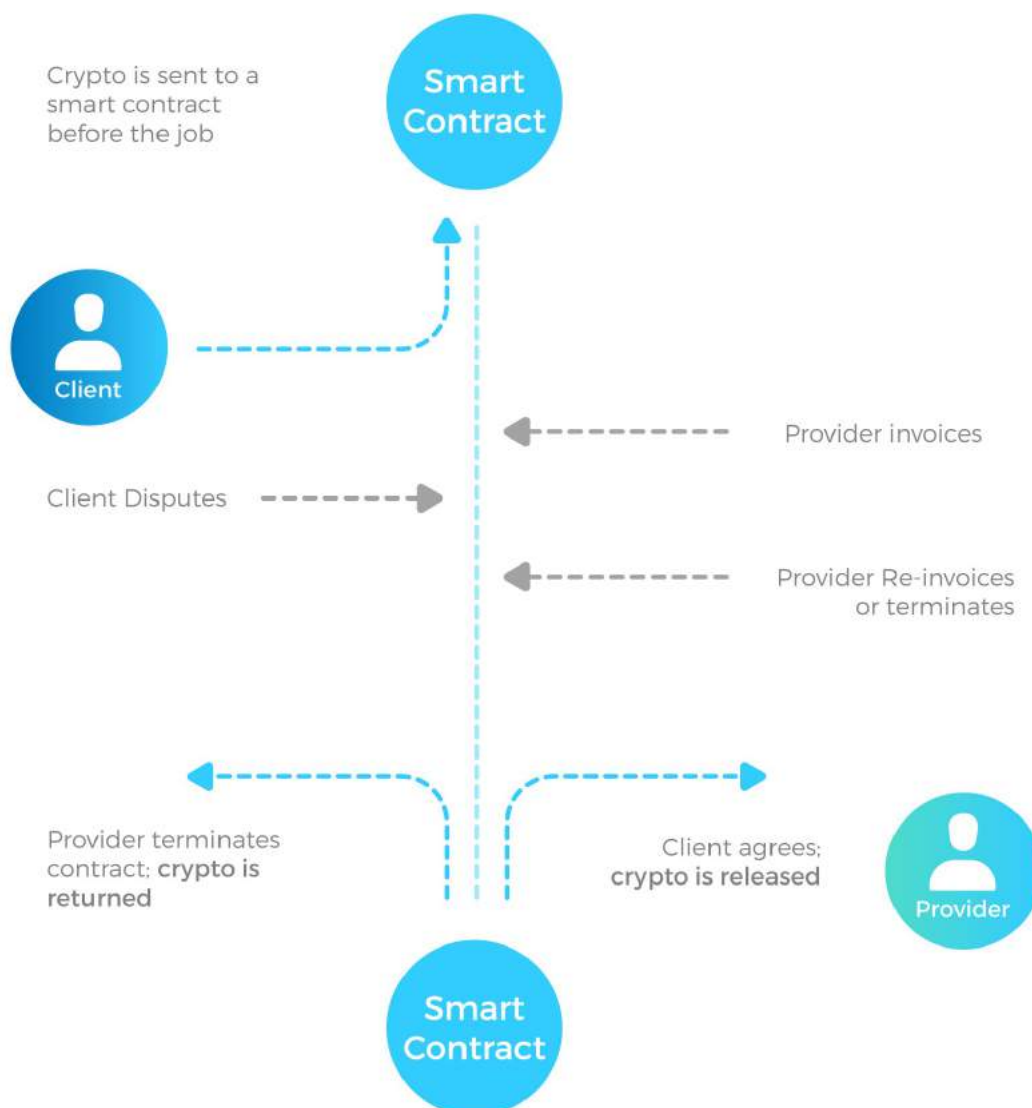 Crypto is sent to a
smart contract
before the job
Smart
Contract
Client
Provider invoices
Client Disputes
Provider Re-invoices
or terminates
Provider terminates
contract; crypto is
returned
Client agrees;
crypto is released
Provider
Smart
Contract